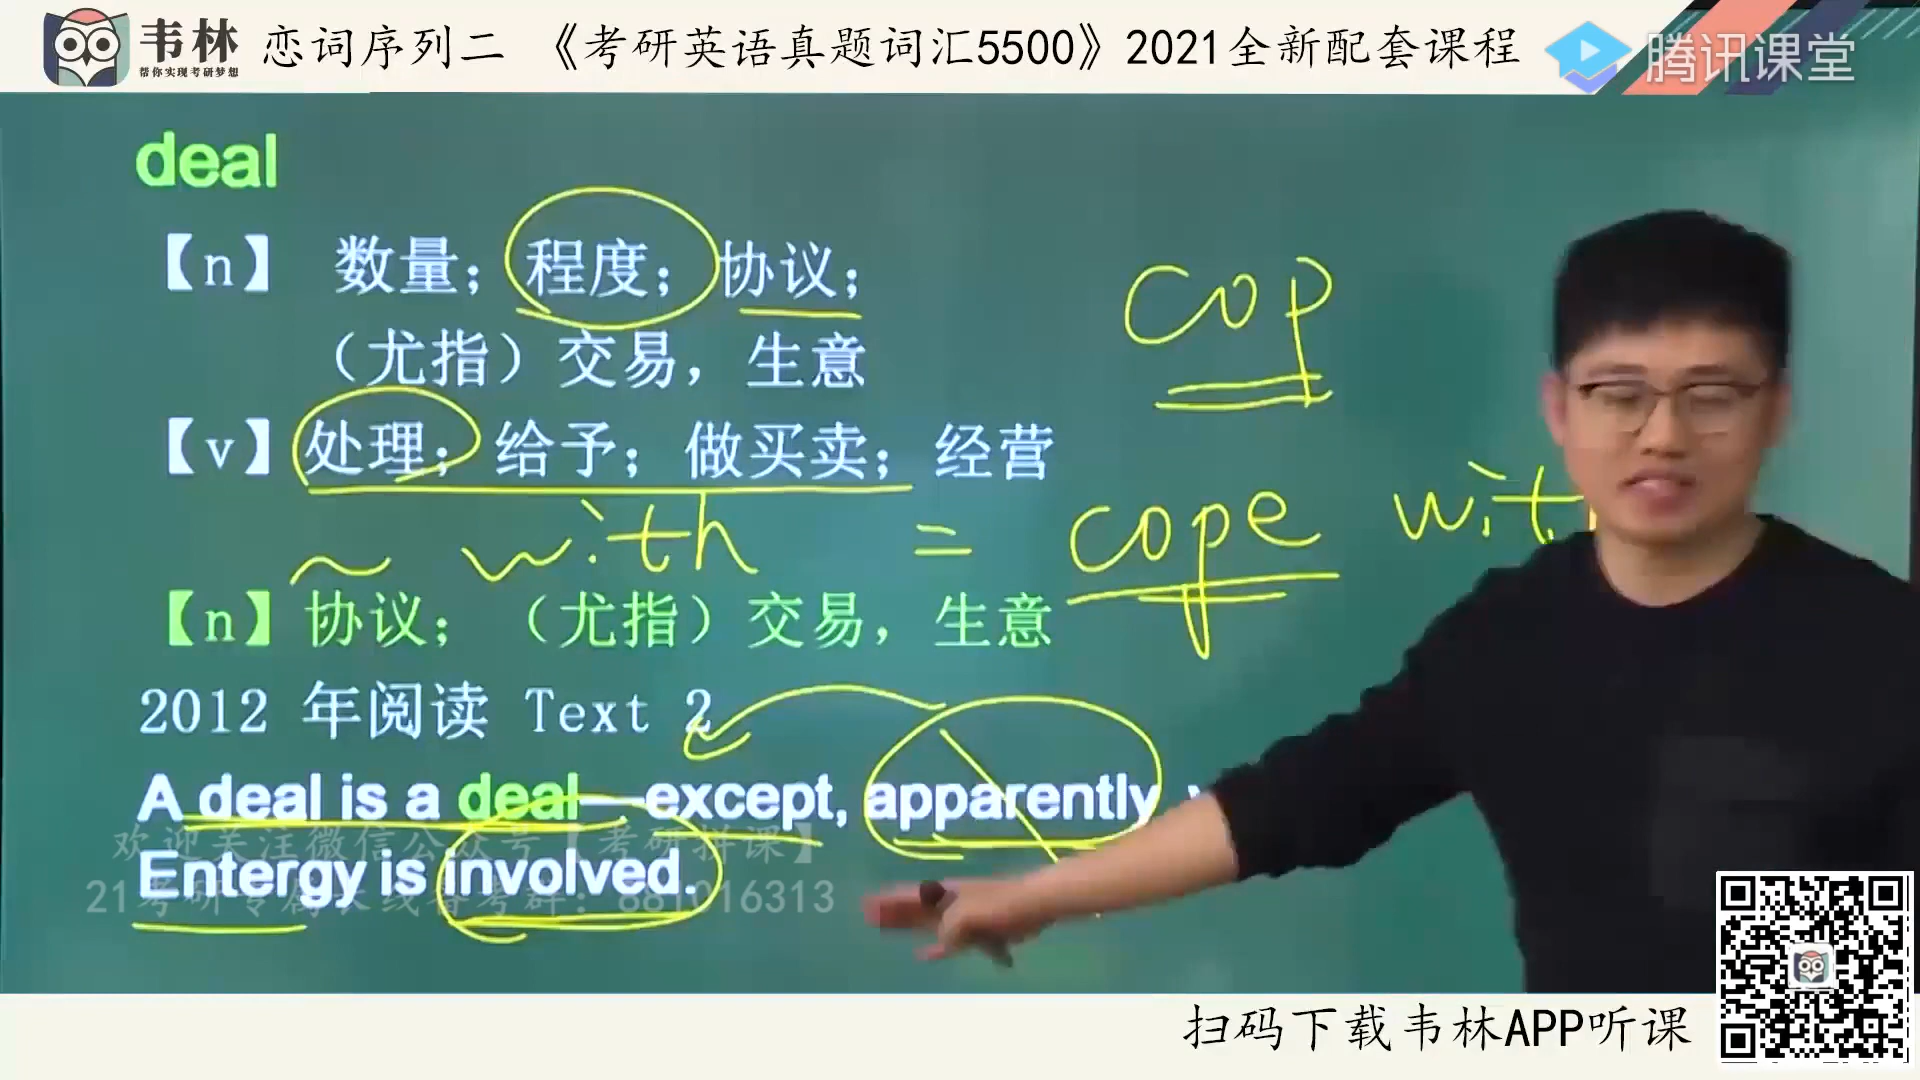 韦林
帮你实现考研梦想
恋词序列二 《考研英语真题词汇5500》2021全新配套课程
腾讯课堂
deal
【n】 数量；程度；协议；
（尤指）交易，生意
cop
【v】处理；给予；做买卖；经营
~ with = cope with
【n】协议；（尤指）交易，生意
2012 年阅读 Text 2
A deal is a deal—except, apparently,
欢迎关注微信公众号【考研拼课】
Entergy is involved.
21考研专属长线备考群：881016313
扫码下载韦林APP听课